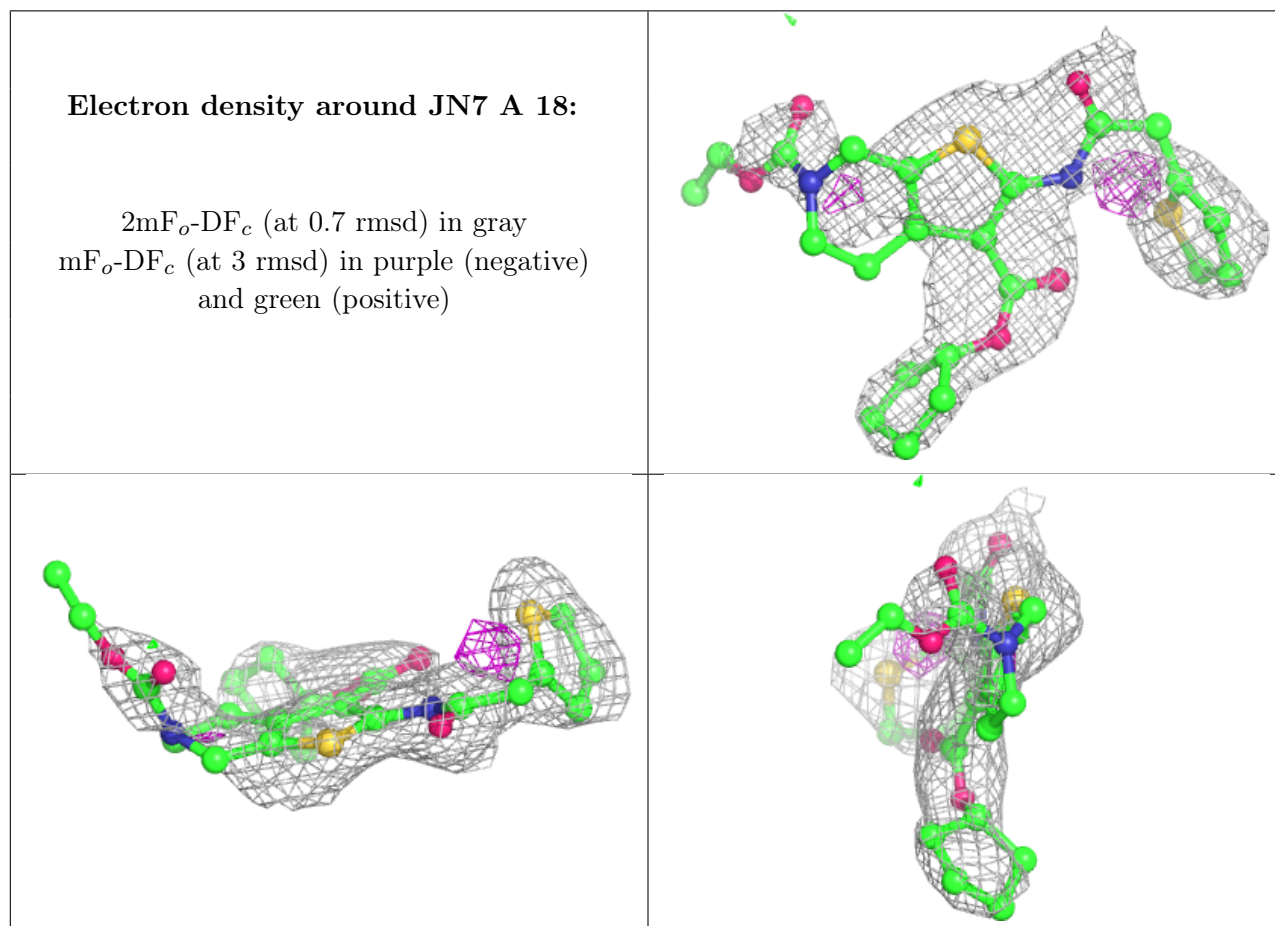 Electron density around JN7 A 18:
2mFo-DFc (at 0.7 rmsd) in gray
mFo-DFc (at 3 rmsd) in purple (negative)
and green (positive)